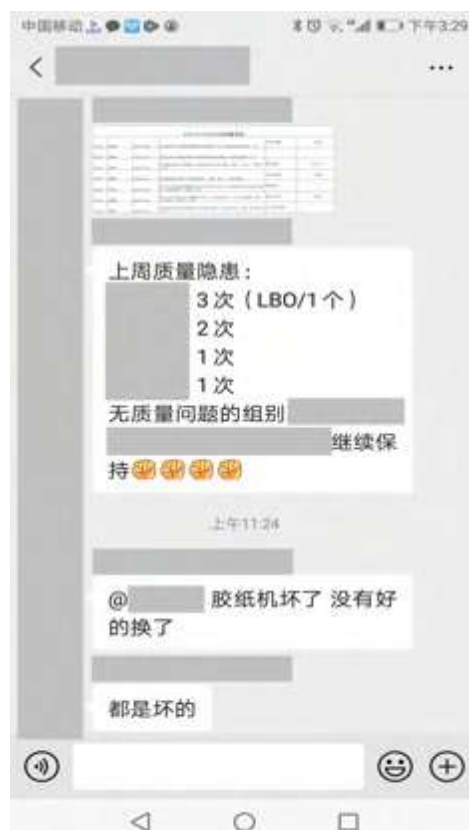 中国移动
下午3:29
上周质量隐患：
3次（LBO/1个）
2次
1次
1次
无质量问题的组别
继续保
持
上午11:24
@ 胶纸机坏了 没有好
的换了
都是坏的